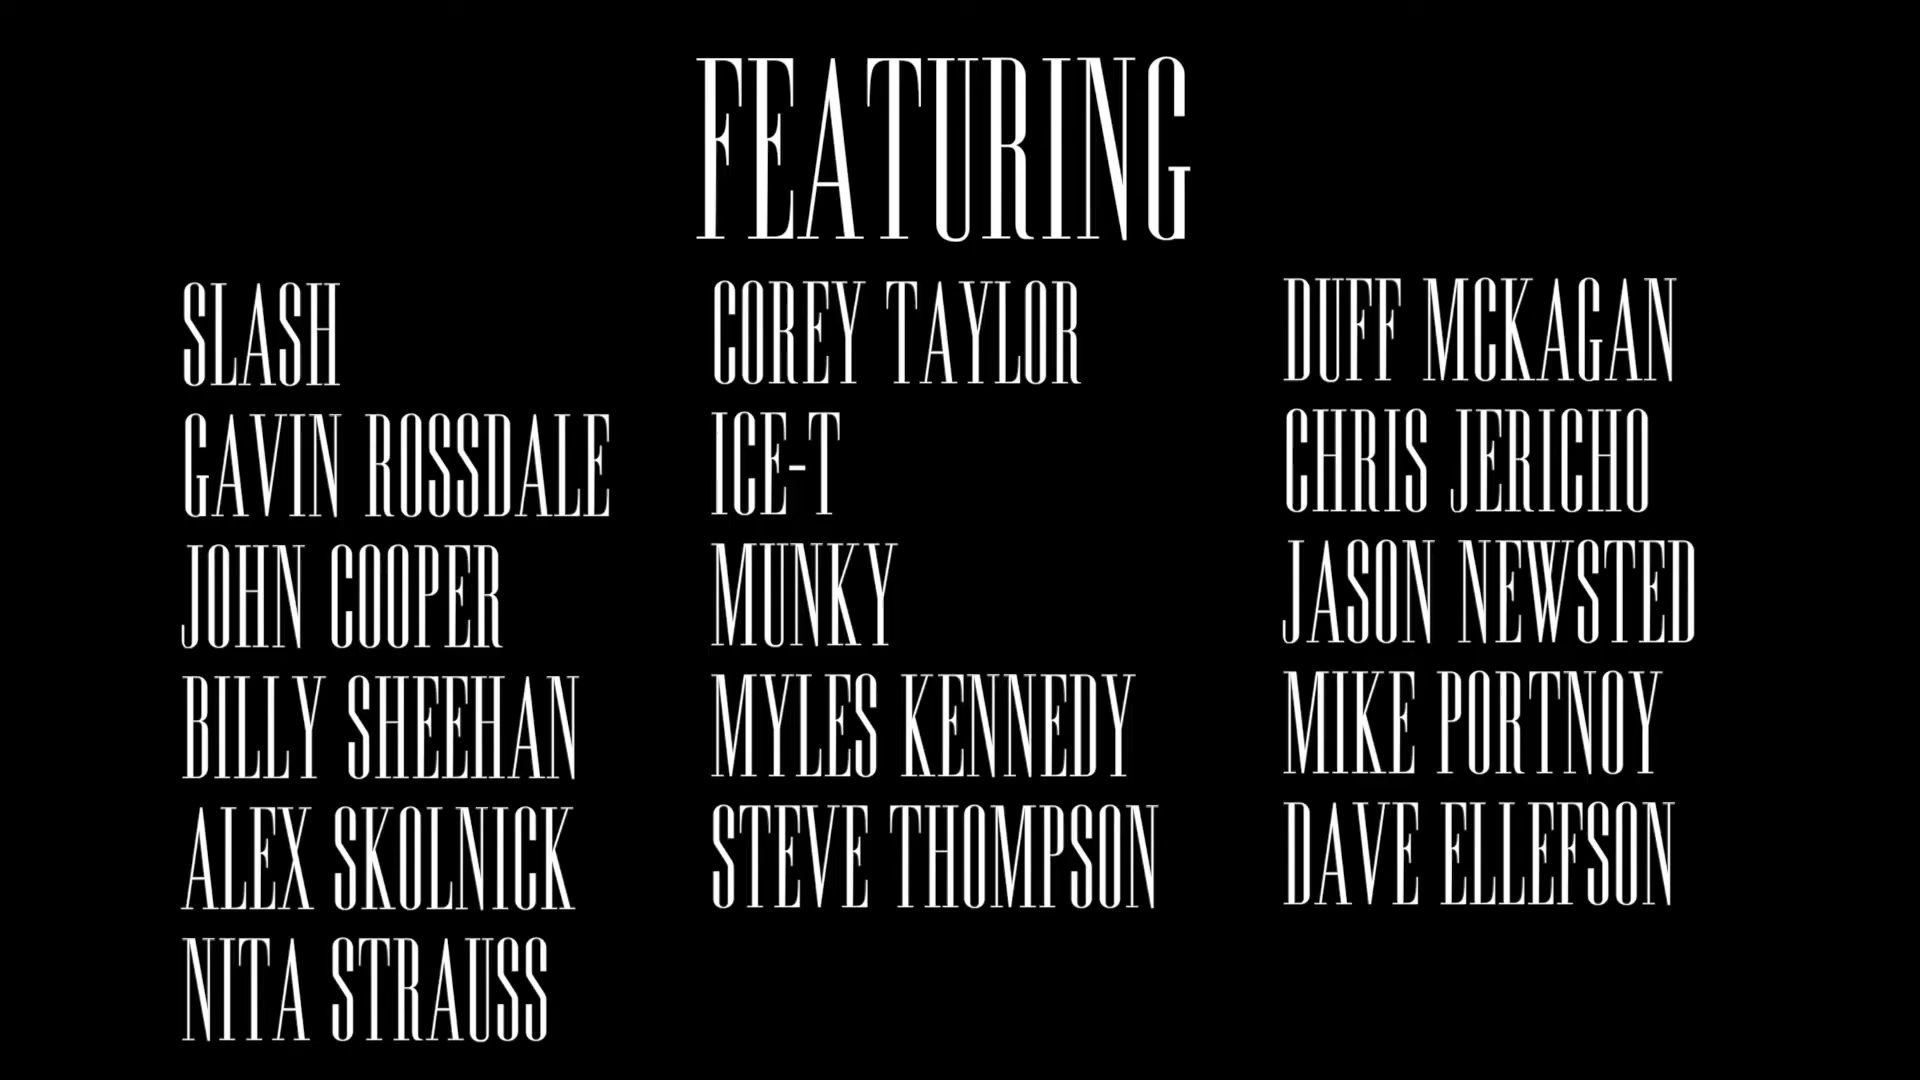 FEATURING
SLASH
GAVIN ROSSDALE
JOHN COOPER
BILLY SHEEHAN
ALEX SKOLNICK
NITA STRAUSS
COREY TAYLOR
ICE-T
MUNKY
MYLES KENNEDY
STEVE THOMPSON
DUFF MCKAGAN
CHRIS JERICHO
JASON NEWSTED
MIKE PORTNOY
DAVE ELLEFSON